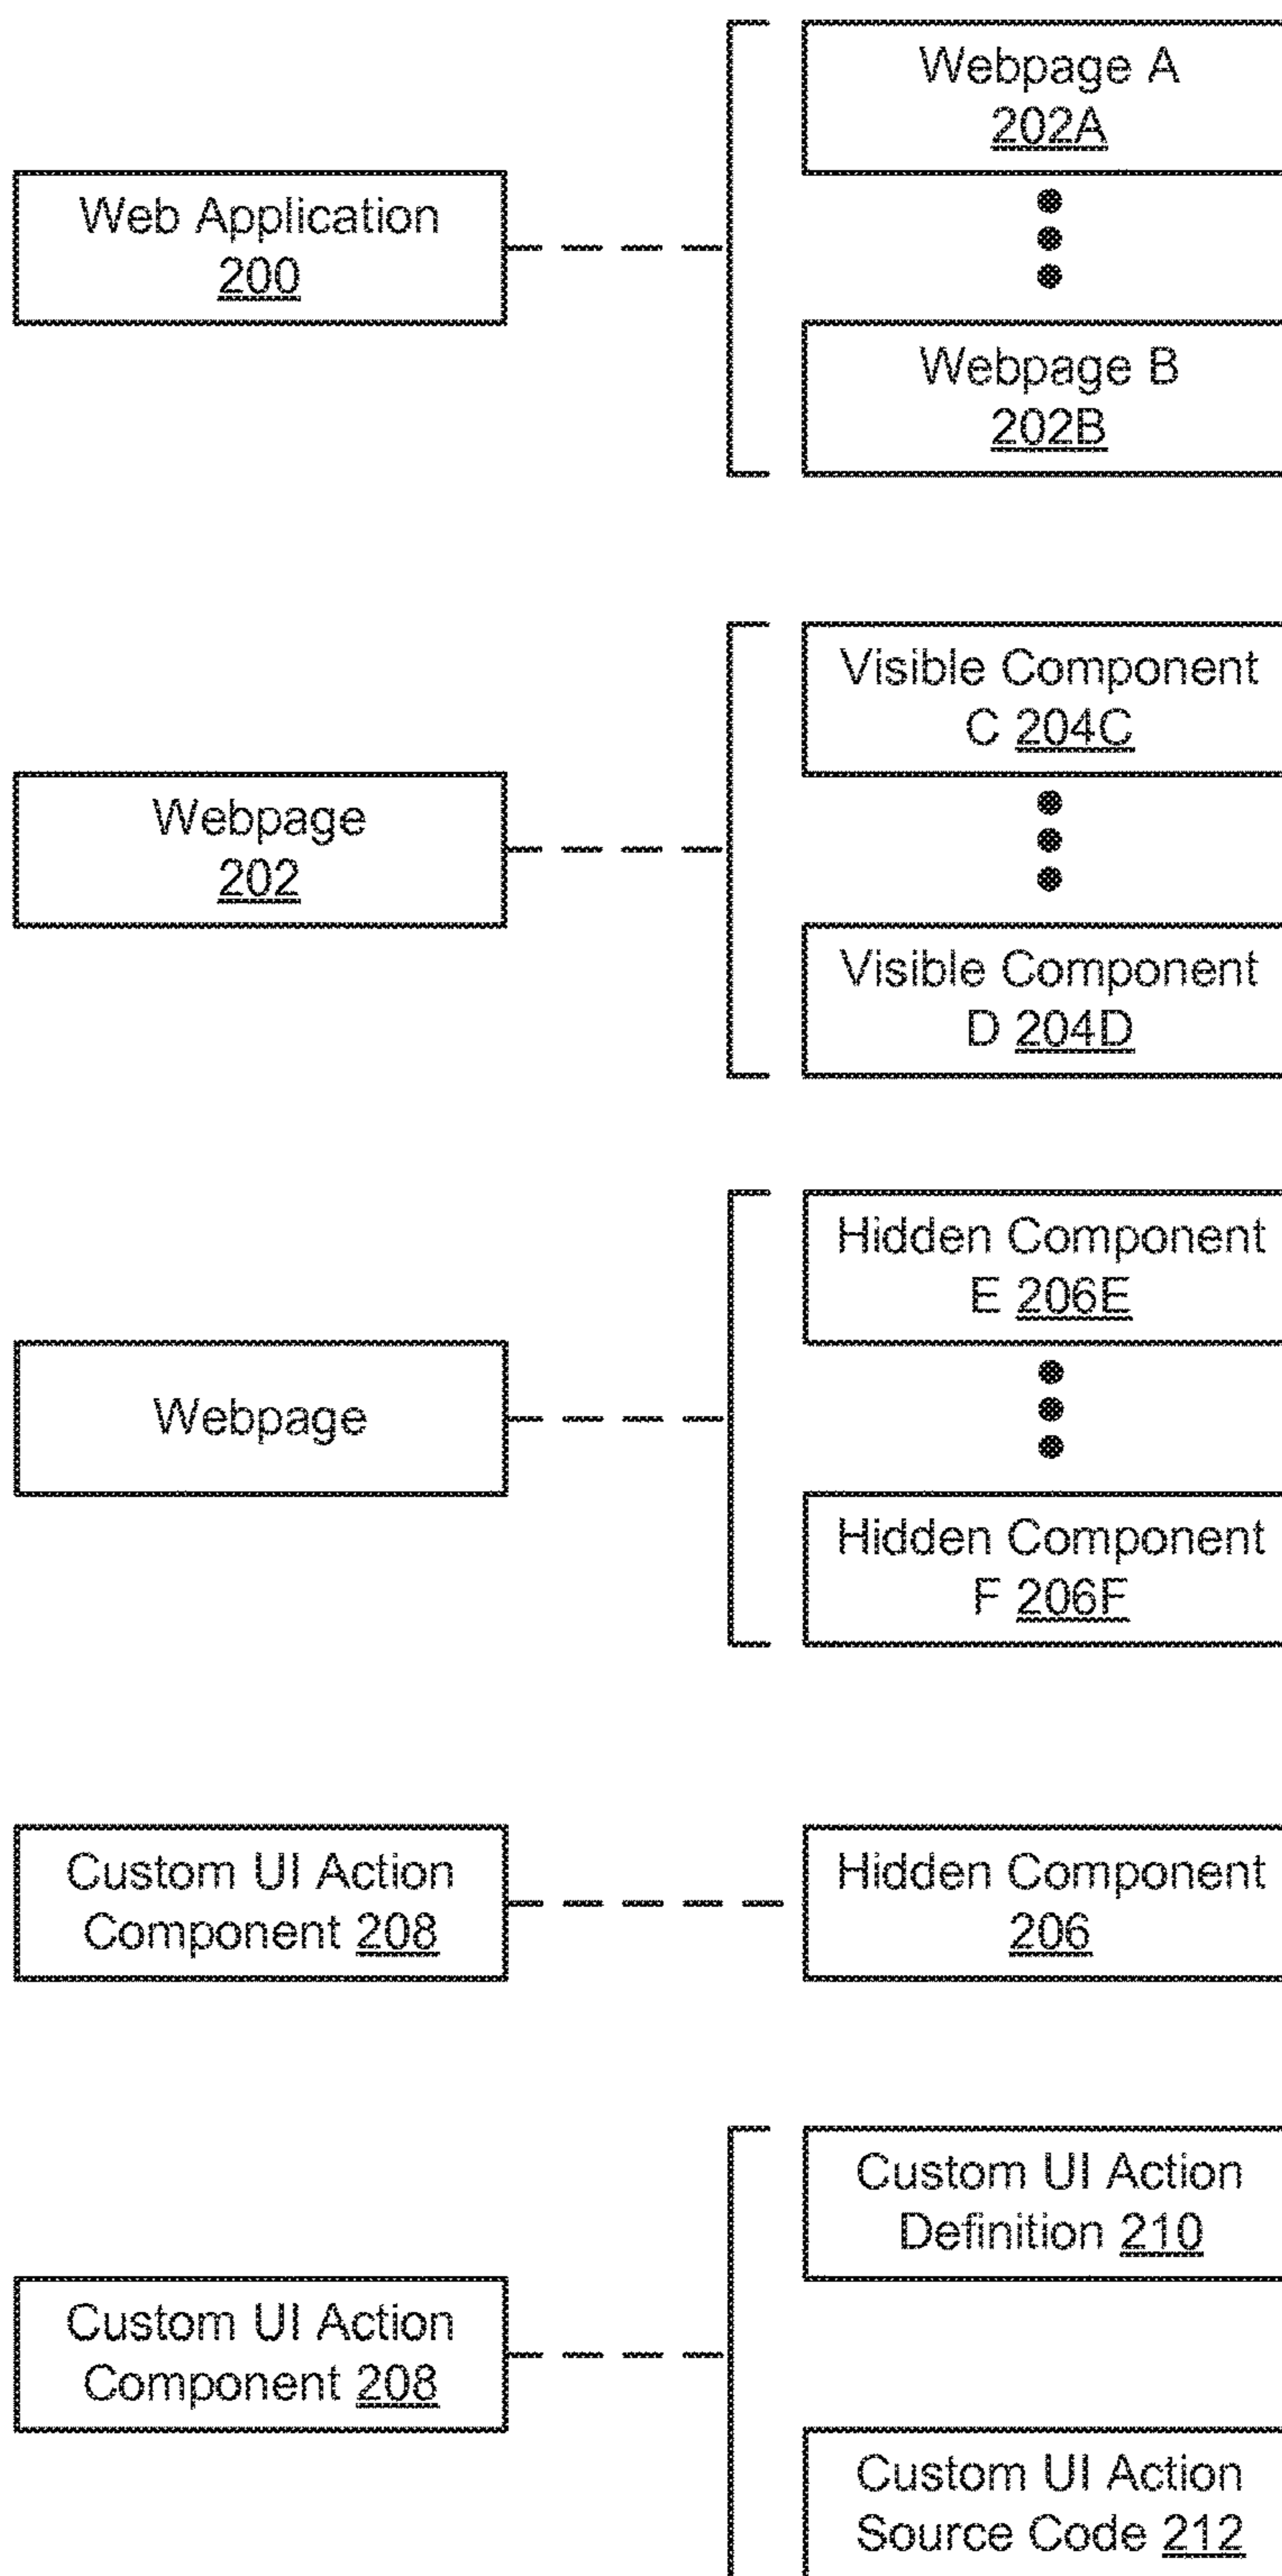 Webpage A
202A
Web Application
200
Webpage B
202B
Visible Component
C 204C
Webpage
202
Visible Component
D 204D
Hidden Component
E 206E
Webpage
Hidden Component
F 206F
Custom UI Action
Component 208
Hidden Component
206
Custom UI Action
Definition 210
Custom UI Action
Component 208
Custom UI Action
Source Code 212